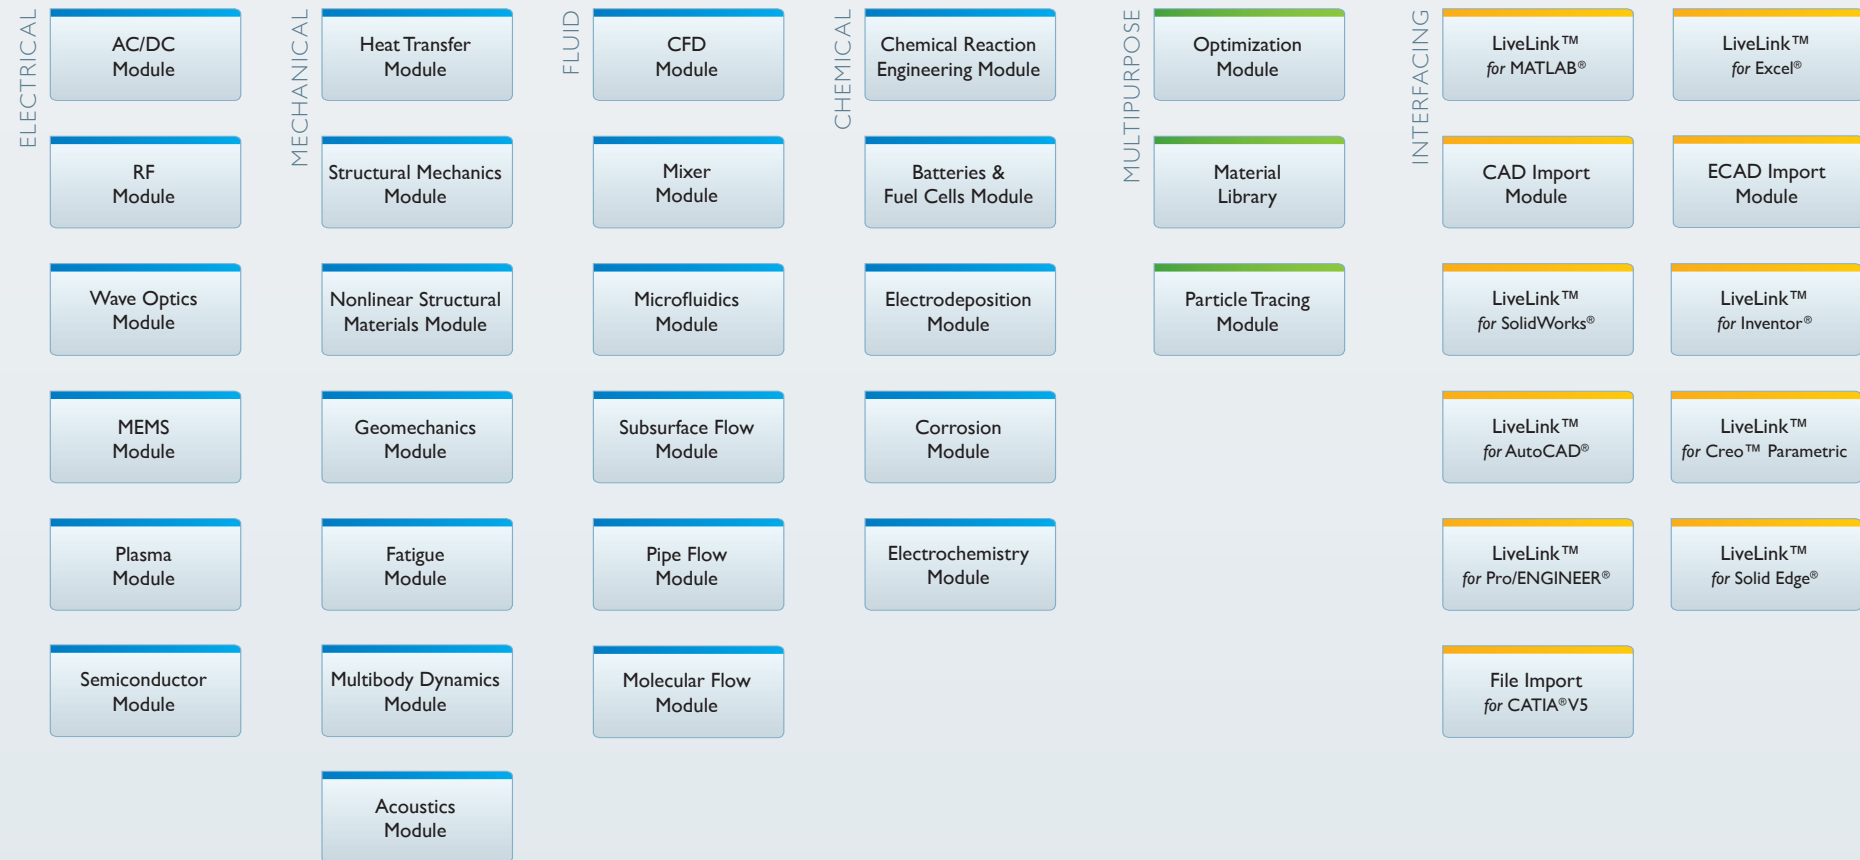 ELECTRICAL
AC/DC
Module
RF
Module
Wave Optics
Module
MEMS
Module
Plasma
Module
Semiconductor
Module
MECHANICAL
Heat Transfer
Module
Structural Mechanics
Module
Nonlinear Structural
Materials Module
Geomechanics
Module
Fatigue
Module
Multibody Dynamics
Module
Acoustics
Module
FLUID
CFD
Module
Mixer
Module
Microfluidics
Module
Subsurface Flow
Module
Pipe Flow
Module
Molecular Flow
Module
CHEMICAL
Chemical Reaction
Engineering Module
Batteries &
Fuel Cells Module
Electrodeposition
Module
Corrosion
Module
Electrochemistry
Module
MULTIPURPOSE
Optimization
Module
Material
Library
Particle Tracing
Module
INTERFACING
LiveLink™
for MATLAB®
LiveLink™
for Excel®
CAD Import
Module
ECAD Import
Module
LiveLink™
for SolidWorks®
LiveLink™
for Inventor®
LiveLink™
for AutoCAD®
LiveLink™
for Creo™ Parametric
LiveLink™
for Pro/ENGINEER®
LiveLink™
for Solid Edge®
File Import
for CATIA® V5